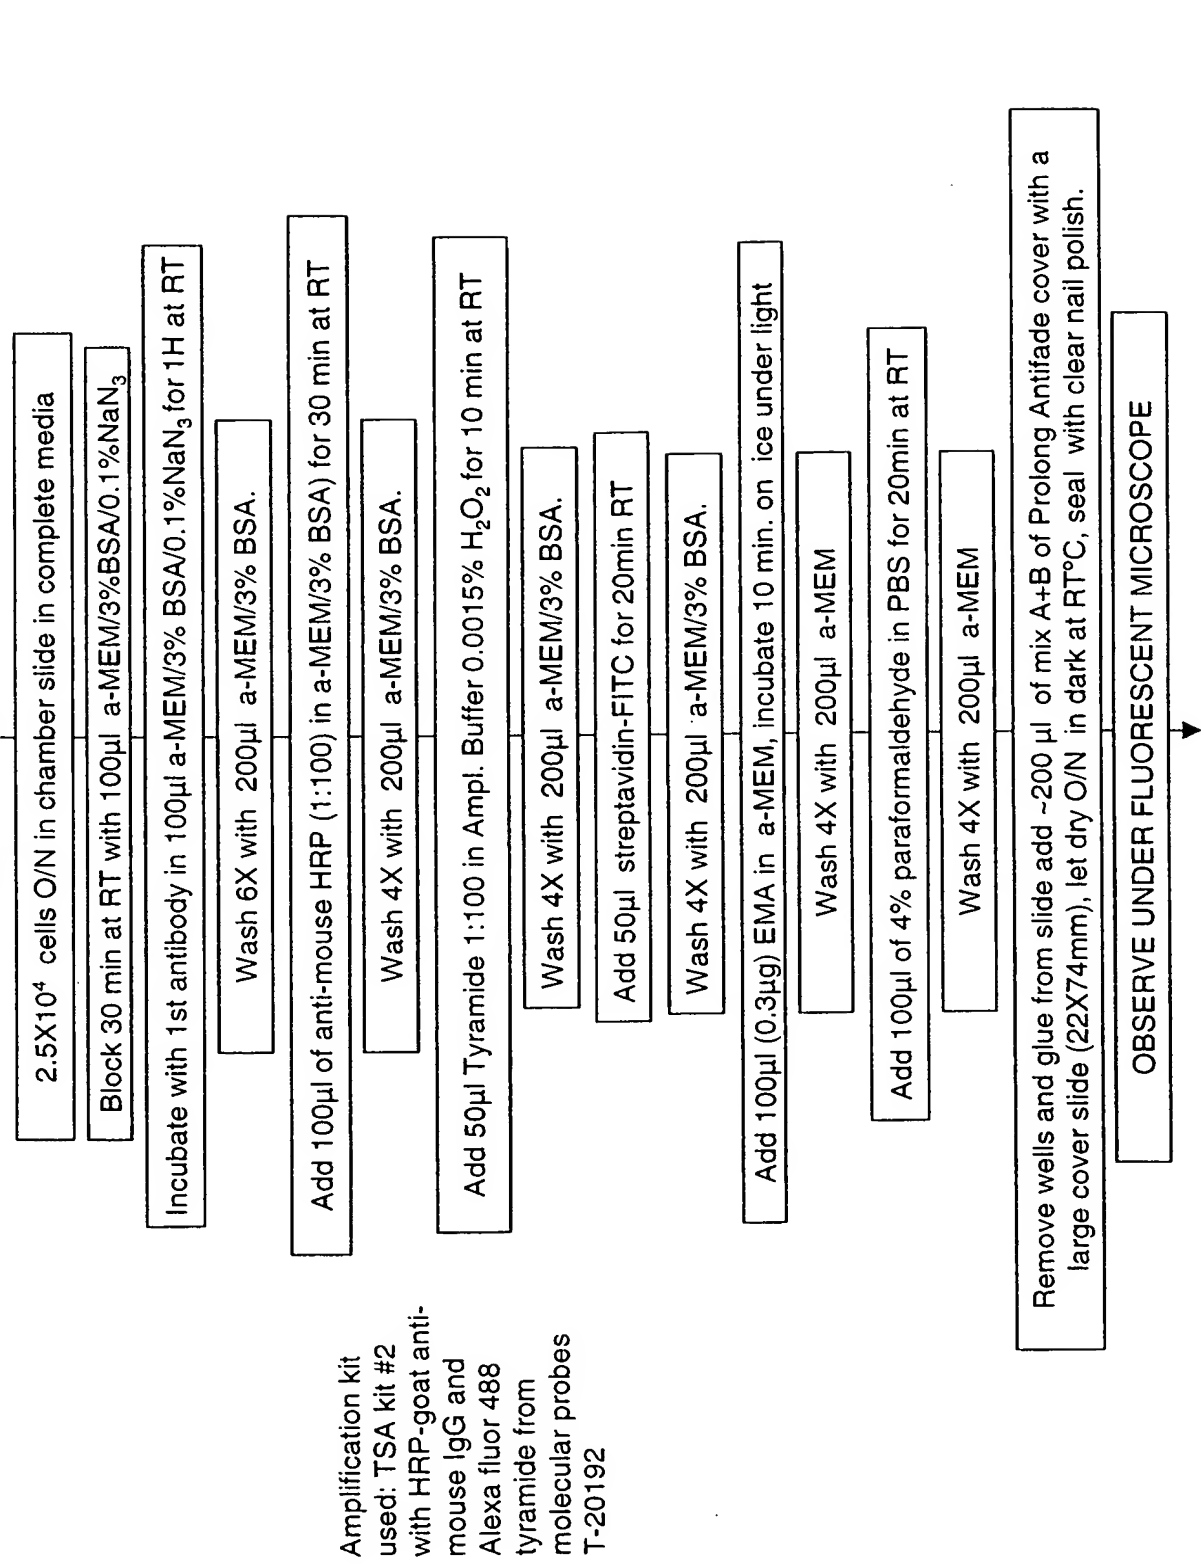 2.5X10⁴ cells O/N in chamber slide in complete media
Block 30 min at RT with 100µl a-MEM/3%BSA/0.1%NaN₃
Incubate with 1st antibody in 100µl a-MEM/3% BSA/0.1%NaN₃ for 1H at RT
Wash 6X with 200µl a-MEM/3% BSA.
Add 100µl of anti-mouse HRP (1:100) in a-MEM/3% BSA) for 30 min at RT
Wash 4X with 200µl a-MEM/3% BSA.
Add 50µl Tyramide 1:100 in Ampl. Buffer 0.0015% H₂O₂ for 10 min at RT
Wash 4X with 200µl a-MEM/3% BSA.
Add 50µl streptavidin-FITC for 20min RT
Wash 4X with 200µl a-MEM/3% BSA.
Add 100µl (0.3µg) EMA in a-MEM, incubate 10 min. on ice under light
Wash 4X with 200µl a-MEM
Add 100µl of 4% paraformaldehyde in PBS for 20min at RT
Wash 4X with 200µl a-MEM
Remove wells and glue from slide add ~200 µl of mix A+B of Prolong Antifade cover with a
large cover slide (22X74mm), let dry O/N in dark at RT°C, seal with clear nail polish.
OBSERVE UNDER FLUORESCENT MICROSCOPE
Amplification kit
used: TSA kit #2
with HRP-goat anti-
mouse IgG and
Alexa fluor 488
tyramide from
molecular probes
T-20192